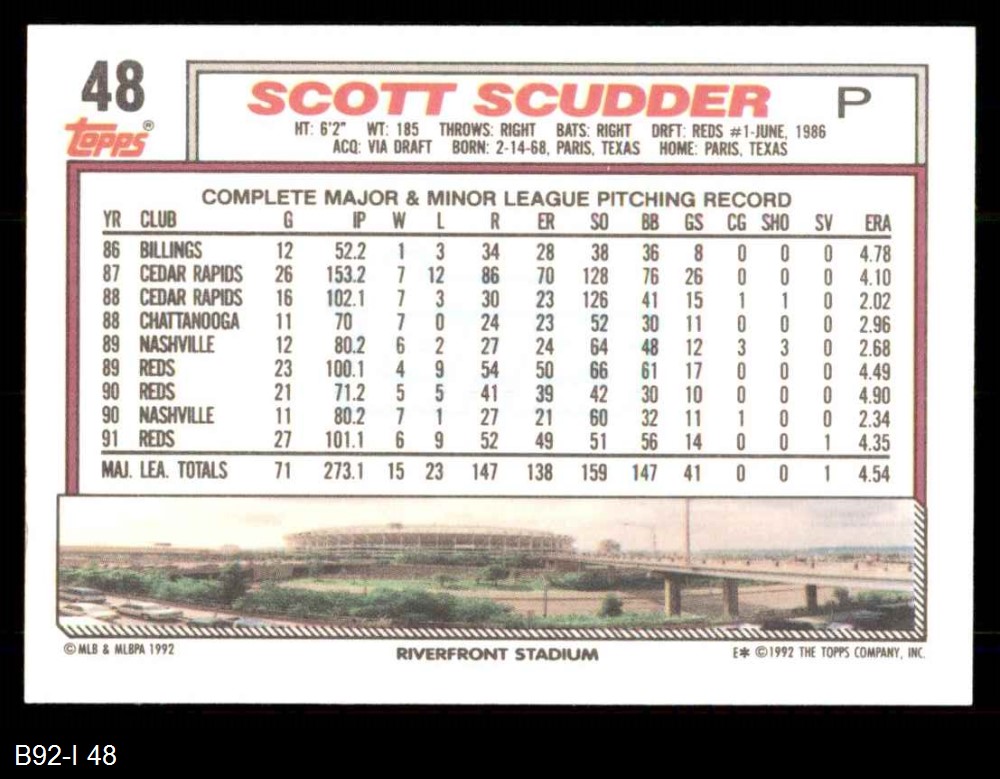 48
Topps®
SCOTT SCUDDER P
HT: 6'2" WT: 185 THROWS: RIGHT BATS: RIGHT DRFT: REDS #1-JUNE, 1986
ACQ: VIA DRAFT BORN: 2-14-68, PARIS, TEXAS HOME: PARIS, TEXAS
COMPLETE MAJOR & MINOR LEAGUE PITCHING RECORD
YR CLUB G IP W L R ER SO BB GS CG SHO SV ERA
86 BILLINGS 12 52.2 1 3 34 28 38 36 8 0 0 0 4.78
87 CEDAR RAPIDS 26 153.2 7 12 86 70 128 76 26 0 0 0 4.10
88 CEDAR RAPIDS 16 102.1 7 3 30 23 126 41 15 1 1 0 2.02
88 CHATTANOOGA 11 70 7 0 24 23 52 30 11 0 0 0 2.96
89 NASHVILLE 12 80.2 6 2 27 24 64 48 12 3 3 0 2.68
89 REDS 23 100.1 4 9 54 50 66 61 17 0 0 0 4.49
90 REDS 21 71.2 5 5 41 39 42 30 10 0 0 0 4.90
90 NASHVILLE 11 80.2 7 1 27 21 60 32 11 1 0 0 2.34
91 REDS 27 101.1 6 9 52 49 51 56 14 0 0 1 4.35
MAJ. LEA. TOTALS 71 273.1 15 23 147 138 159 147 41 0 0 1 4.54
© MLB & MLBPA 1992
RIVERFRONT STADIUM
E* © 1992 THE TOPPS COMPANY, INC.
B92-I 48